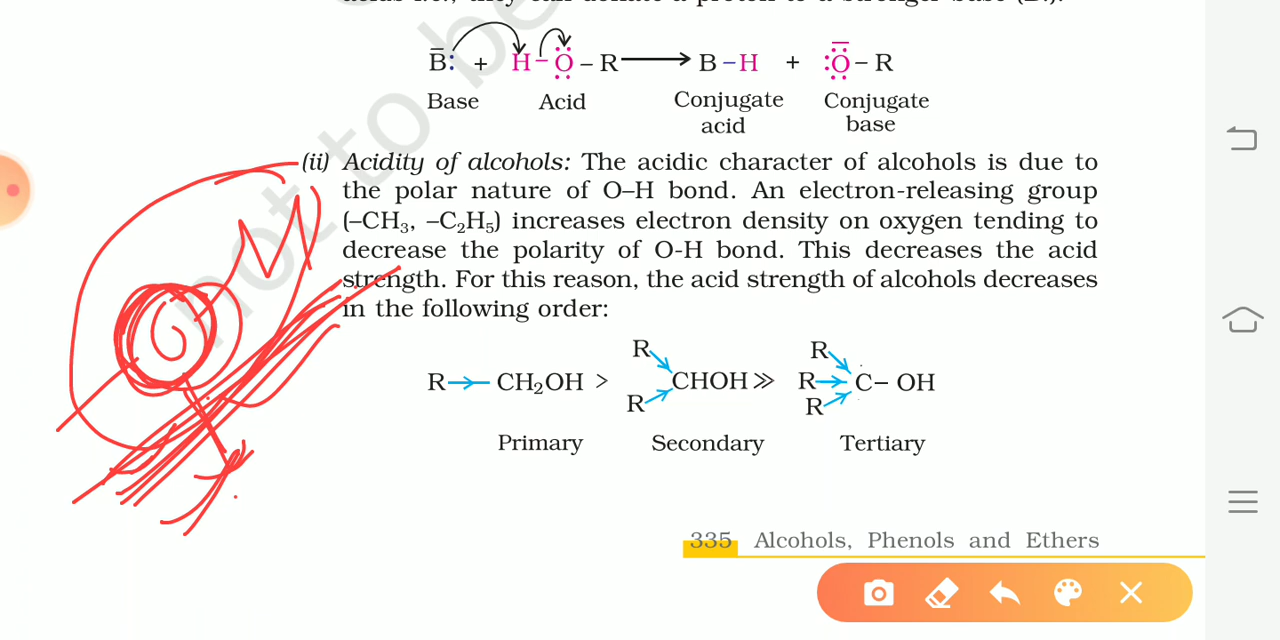 B̄: + H – Ö – R ⟶ B – H + :Ȫ – R
Base Acid Conjugate acid Conjugate base
(ii) Acidity of alcohols: The acidic character of alcohols is due to
the polar nature of O–H bond. An electron-releasing group
(–CH₃, –C₂H₅) increases electron density on oxygen tending to
decrease the polarity of O-H bond. This decreases the acid
strength. For this reason, the acid strength of alcohols decreases
in the following order:
R → CH₂OH > R R CHOH ≫ R R R C – OH
Primary Secondary Tertiary
335 Alcohols, Phenols and Ethers
not to be